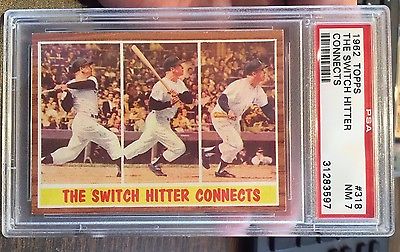 THE SWITCH HITTER CONNECTS
1962 TOPPS
THE SWITCH HITTER
CONNECTS
PSA
#318
NM 7
31283597